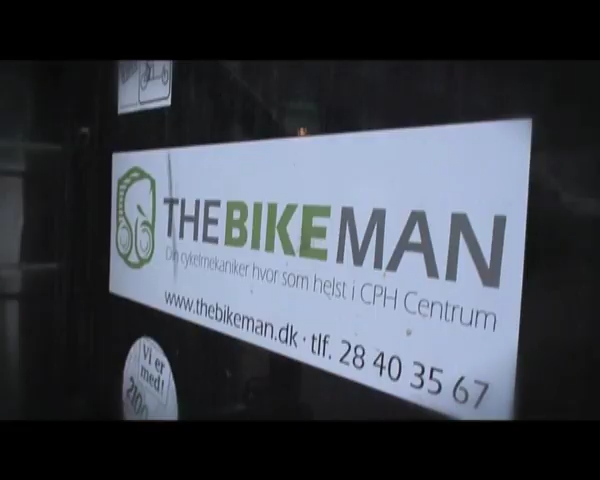 THEBIKEMAN
Din cykelmekaniker hvor som helst i CPH Centrum
www.thebikeman.dk · tlf. 28 40 35 67
Vi er
med!
2100